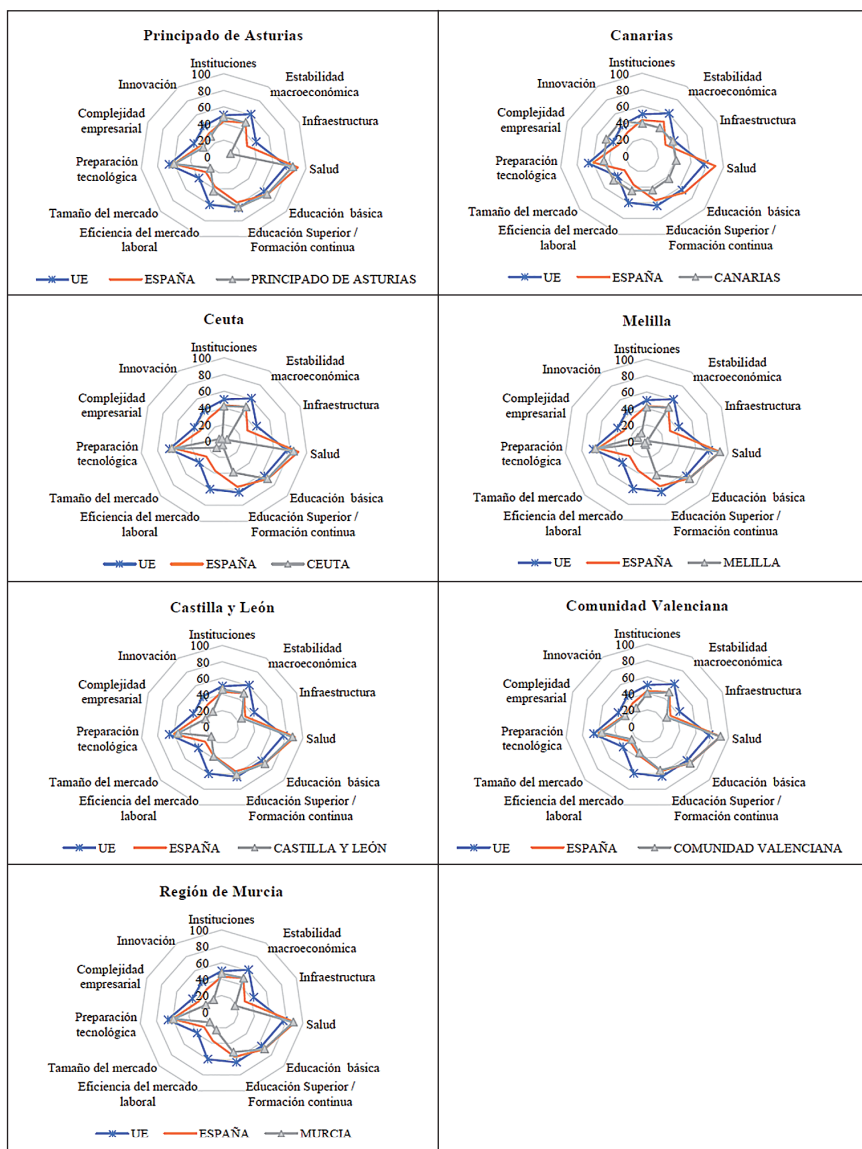 Principado de Asturias
Instituciones
Estabilidad
macroeconómica
Infraestructura
Salud
Educación básica
Educación Superior /
Formación continua
Eficiencia del mercado
laboral
Tamaño del mercado
Preparación
tecnológica
Complejidad
empresarial
Innovación
100
80
60
40
20
0
UE ESPAÑA PRINCIPADO DE ASTURIAS
Canarias
Instituciones
Estabilidad
macroeconómica
Infraestructura
Salud
Educación básica
Educación Superior /
Formación continua
Eficiencia del mercado
laboral
Tamaño del mercado
Preparación
tecnológica
Complejidad
empresarial
Innovación
100
80
60
40
20
0
UE ESPAÑA CANARIAS
Ceuta
Instituciones
Estabilidad
macroeconómica
Infraestructura
Salud
Educación básica
Educación Superior /
Formación continua
Eficiencia del mercado
laboral
Tamaño del mercado
Preparación
tecnológica
Complejidad
empresarial
Innovación
100
80
60
40
20
0
UE ESPAÑA CEUTA
Melilla
Instituciones
Estabilidad
macroeconómica
Infraestructura
Salud
Educación básica
Educación Superior /
Formación continua
Eficiencia del mercado
laboral
Tamaño del mercado
Preparación
tecnológica
Complejidad
empresarial
Innovación
100
80
60
40
20
0
UE ESPAÑA MELILLA
Castilla y León
Instituciones
Estabilidad
macroeconómica
Infraestructura
Salud
Educación básica
Educación Superior /
Formación continua
Eficiencia del mercado
laboral
Tamaño del mercado
Preparación
tecnológica
Complejidad
empresarial
Innovación
100
80
60
40
20
0
UE ESPAÑA CASTILLA Y LEÓN
Comunidad Valenciana
Instituciones
Estabilidad
macroeconómica
Infraestructura
Salud
Educación básica
Educación Superior /
Formación continua
Eficiencia del mercado
laboral
Tamaño del mercado
Preparación
tecnológica
Complejidad
empresarial
Innovación
100
80
60
40
20
0
UE ESPAÑA COMUNIDAD VALENCIANA
Región de Murcia
Instituciones
Estabilidad
macroeconómica
Infraestructura
Salud
Educación básica
Educación Superior /
Formación continua
Eficiencia del mercado
laboral
Tamaño del mercado
Preparación
tecnológica
Complejidad
empresarial
Innovación
100
80
60
40
20
0
UE ESPAÑA MURCIA